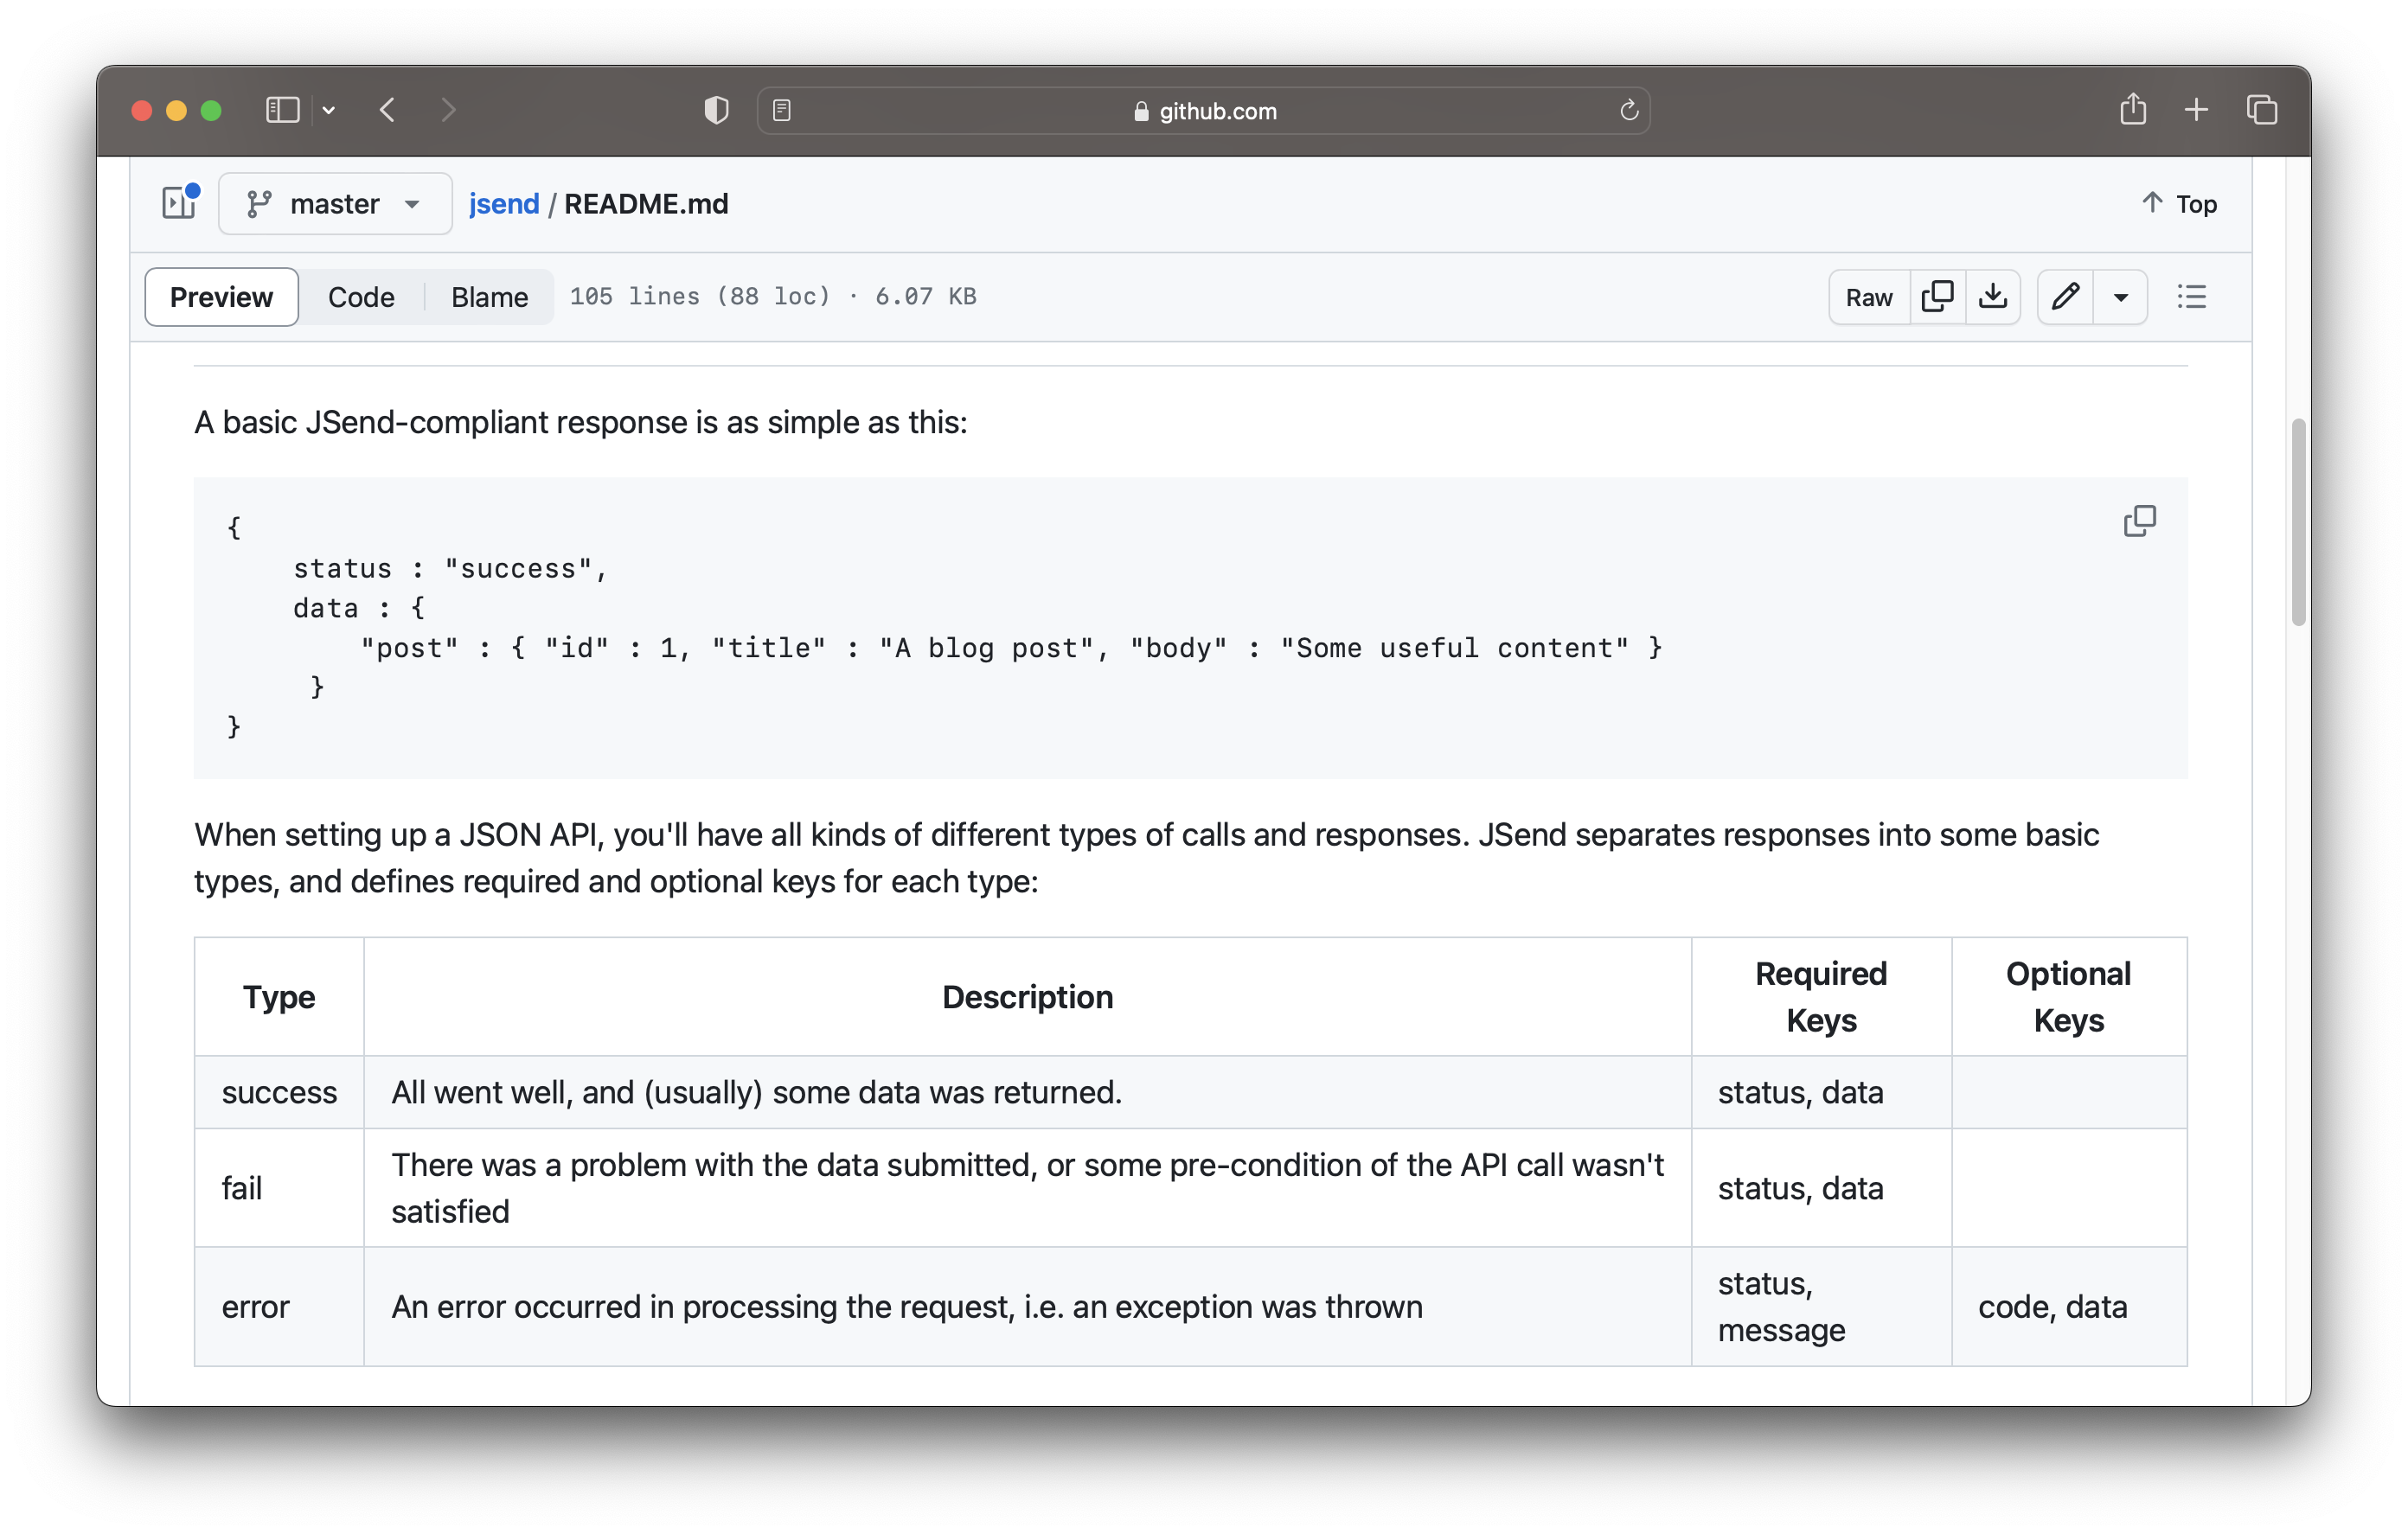 github.com
master
jsend / README.md
Top
Preview
Code
Blame
105 lines (88 loc) · 6.07 KB
Raw
A basic JSend-compliant response is as simple as this:
{
    status : "success",
    data : {
        "post" : { "id" : 1, "title" : "A blog post", "body" : "Some useful content" }
     }
}
When setting up a JSON API, you'll have all kinds of different types of calls and responses. JSend separates responses into some basic
types, and defines required and optional keys for each type:
Type
Description
Required
Keys
Optional
Keys
success
All went well, and (usually) some data was returned.
status, data
fail
There was a problem with the data submitted, or some pre-condition of the API call wasn't
satisfied
status, data
error
An error occurred in processing the request, i.e. an exception was thrown
status,
message
code, data